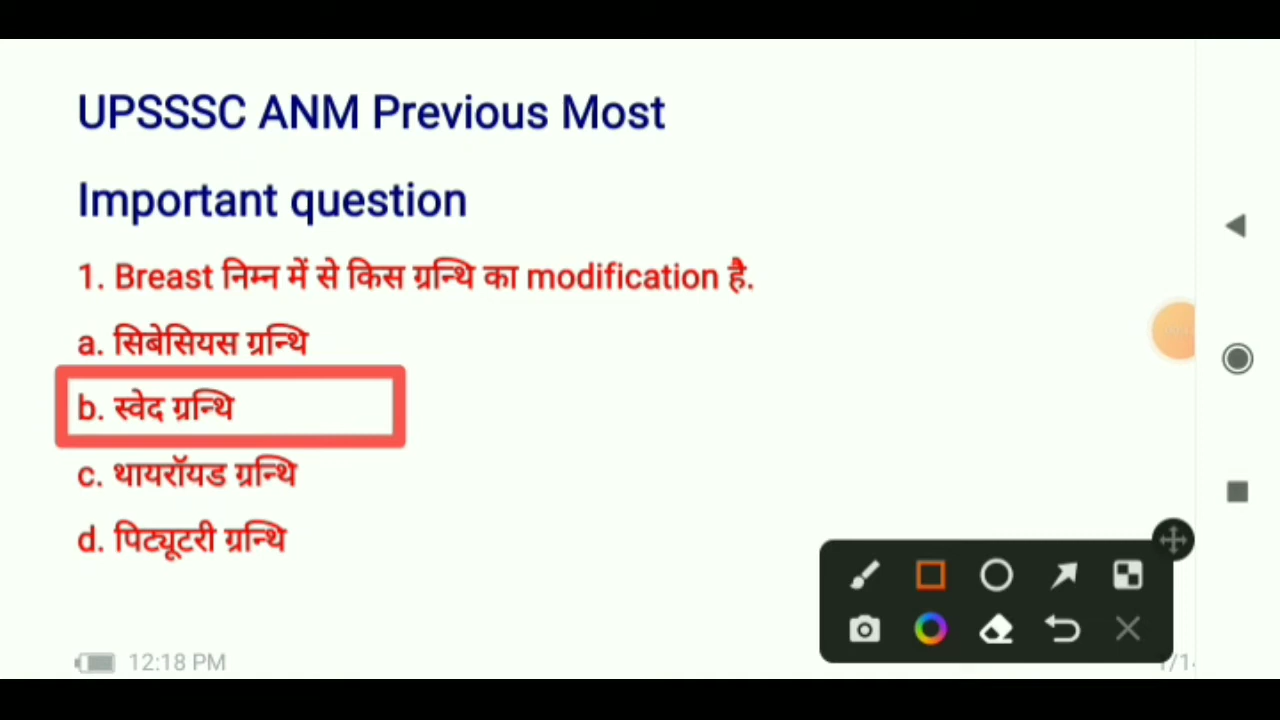 UPSSSC ANM Previous Most
Important question
1. Breast निम्न में से किस ग्रन्थि का modification है.
a. सिबेसियस ग्रन्थि
b. स्वेद ग्रन्थि
c. थायरॉयड ग्रन्थि
d. पिट्यूटरी ग्रन्थि
12:18 PM